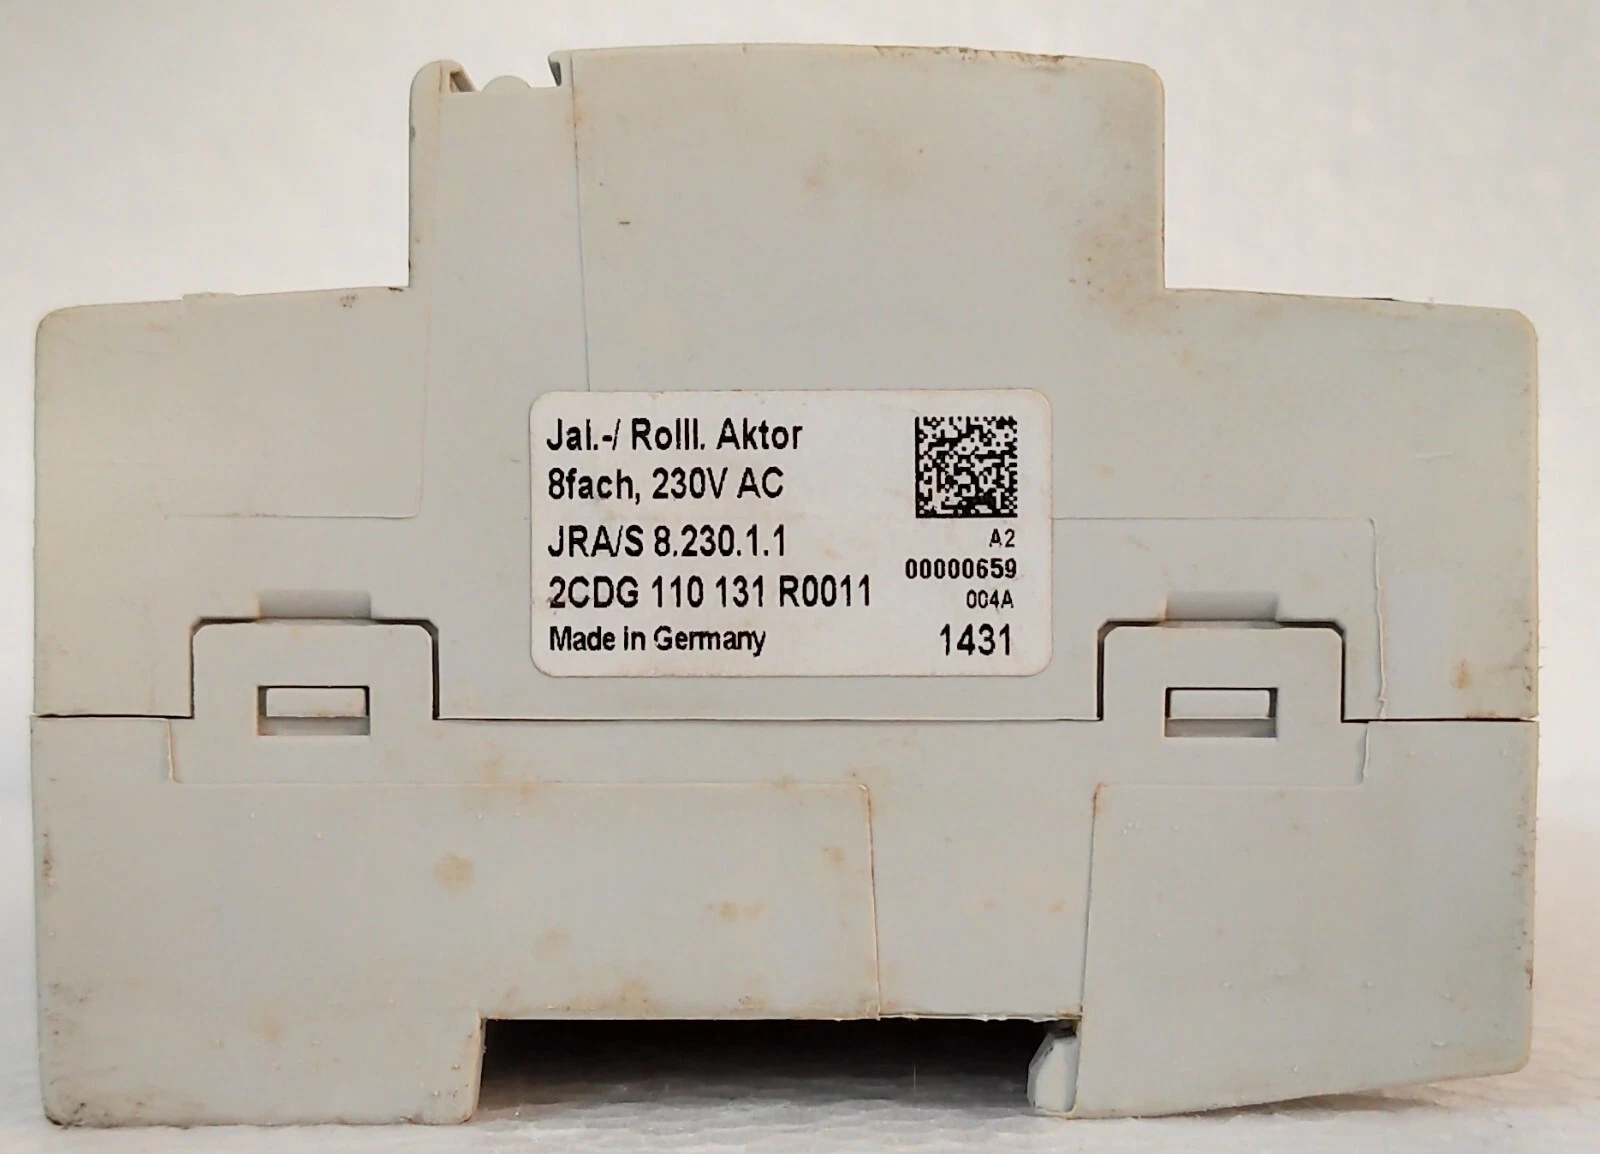 Jal.-/ Rolll. Aktor
8fach, 230V AC
JRA/S 8.230.1.1
2CDG 110 131 R0011
Made in Germany
A2
00000659
004A
1431